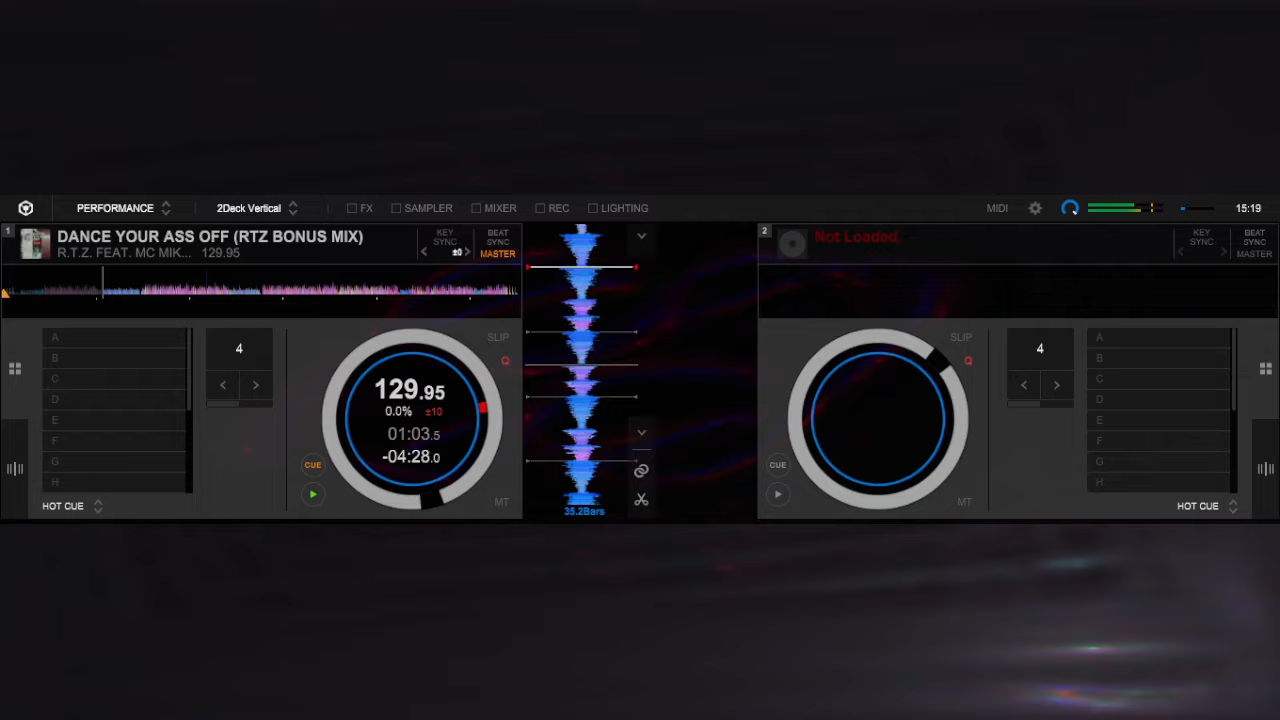 PERFORMANCE 2Deck Vertical FX SAMPLER MIXER REC LIGHTING MIDI 15:19
1 DANCE YOUR ASS OFF (RTZ BONUS MIX)
R.T.Z. FEAT. MC MIK... 129.95
KEY SYNC ±0
BEAT SYNC MASTER
2 Not Loaded
KEY SYNC
BEAT SYNC MASTER
A
B
C
D
E
F
G
H
HOT CUE
4
SLIP
Q
129.95
0.0% ±10
01:03.5
-04:28.0
CUE
MT
35.2Bars
SLIP
Q
CUE
MT
4
A
B
C
D
E
F
G
H
HOT CUE